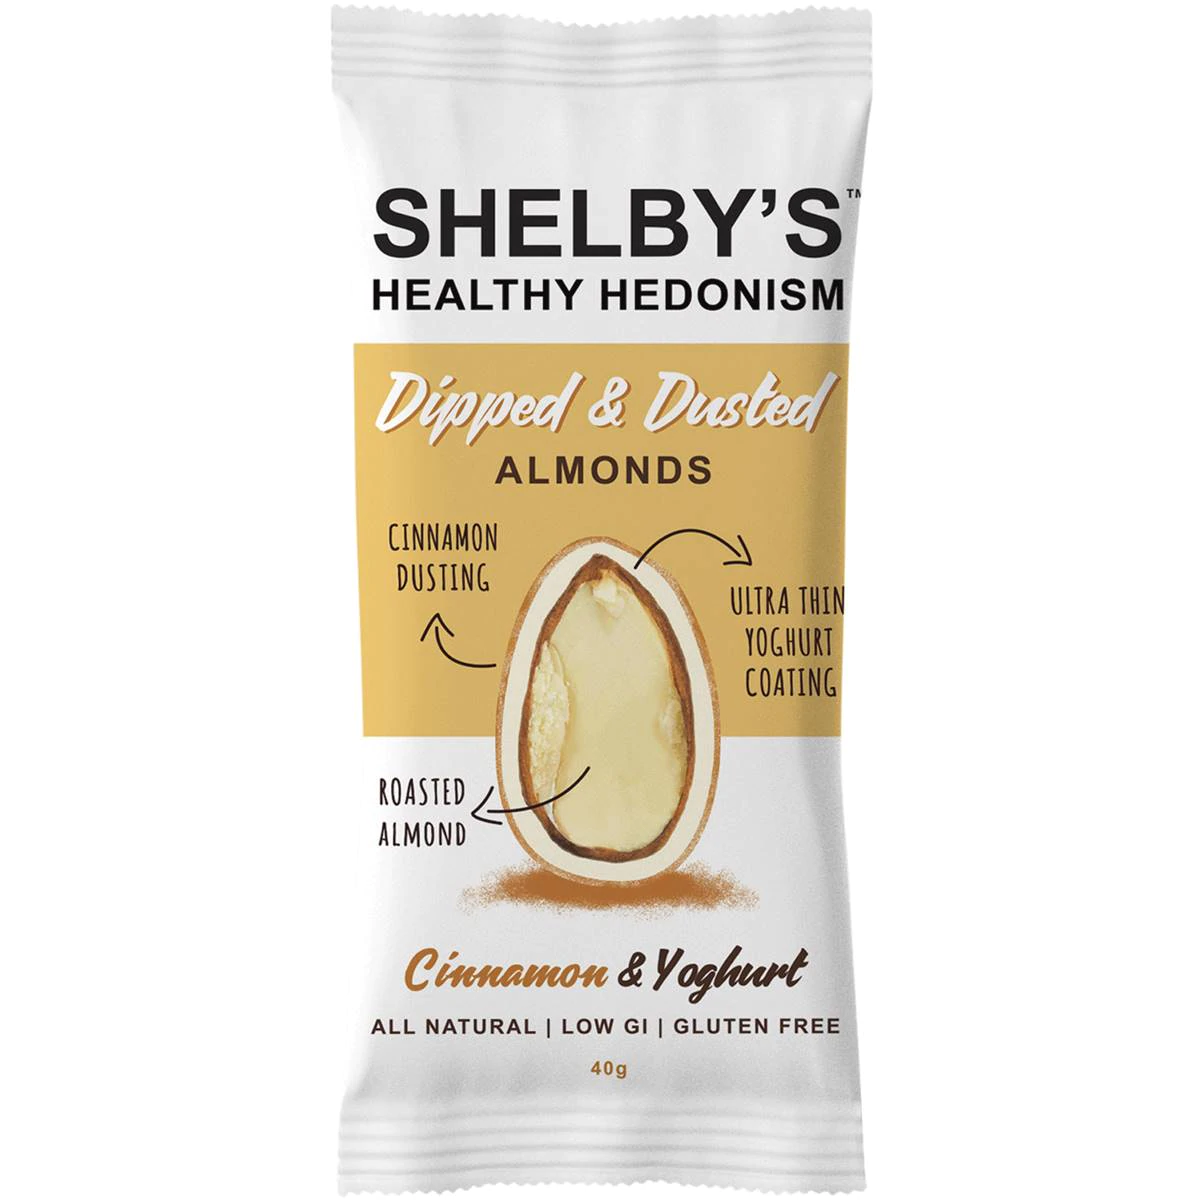 SHELBY'S™
HEALTHY HEDONISM
Dipped & Dusted
ALMONDS
CINNAMON
DUSTING
ULTRA THIN
YOGHURT
COATING
ROASTED
ALMOND
Cinnamon & Yoghurt
ALL NATURAL | LOW GI | GLUTEN FREE
40g